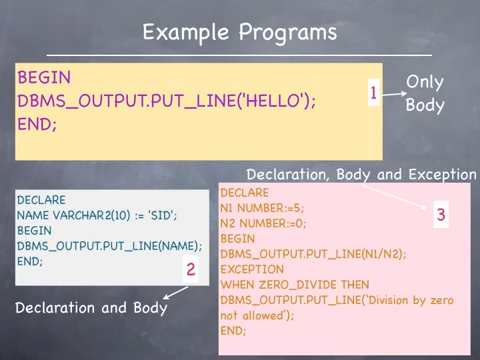 Example Programs
BEGIN
DBMS_OUTPUT.PUT_LINE('HELLO');
END;
1
Only
Body
Declaration, Body and Exception
DECLARE
NAME VARCHAR2(10) := 'SID';
BEGIN
DBMS_OUTPUT.PUT_LINE(NAME);
END;
2
Declaration and Body
DECLARE
N1 NUMBER:=5;
N2 NUMBER:=0;
BEGIN
DBMS_OUTPUT.PUT_LINE(N1/N2);
EXCEPTION
WHEN ZERO_DIVIDE THEN
DBMS_OUTPUT.PUT_LINE('Division by zero
not allowed');
END;
3